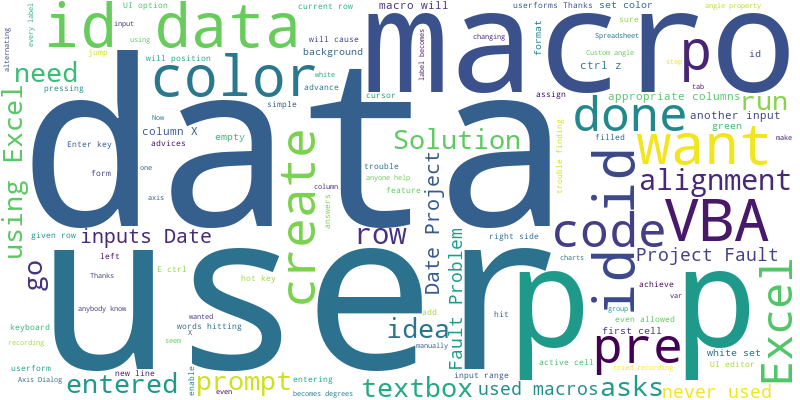 id data
macro
user
data
color
p
done
want
VBA
code
create
id id
pre
p p
Excel
using Excel
need
go
row
idea
run
alignment
Solution
textbox
entered
prompt
asks
inputs Date
Date Project
Fault Problem
Project Fault
used macros
never used
UI option
every label
input
using
alternating
jump
will position
pressing
current row
macro will
will cause
background
white
advance
cursor
simple
userforms Thanks
set color
Spreadsheet
Custom angle
ctrl z
format
changing
label becomes
sure
angle property
id
step
tab
assign
appropriate columns
another input
green
filled
make
trouble finding
Now
column X
advices
empty
Enter key
form
one
axis
trouble
anyone help
feature
column
answers
given row
left
E ctrl
hot key
right side
charts
Thanks
anybody know
keyboard
recording
wanted
words hitting
x
seem
add
hit
manually
achieve
var
group
even allowed
first cell
white set
UI editor
active cell
tried recording
userform
Axis Dialog
new line
enable
even
entering
becomes degrees
input range